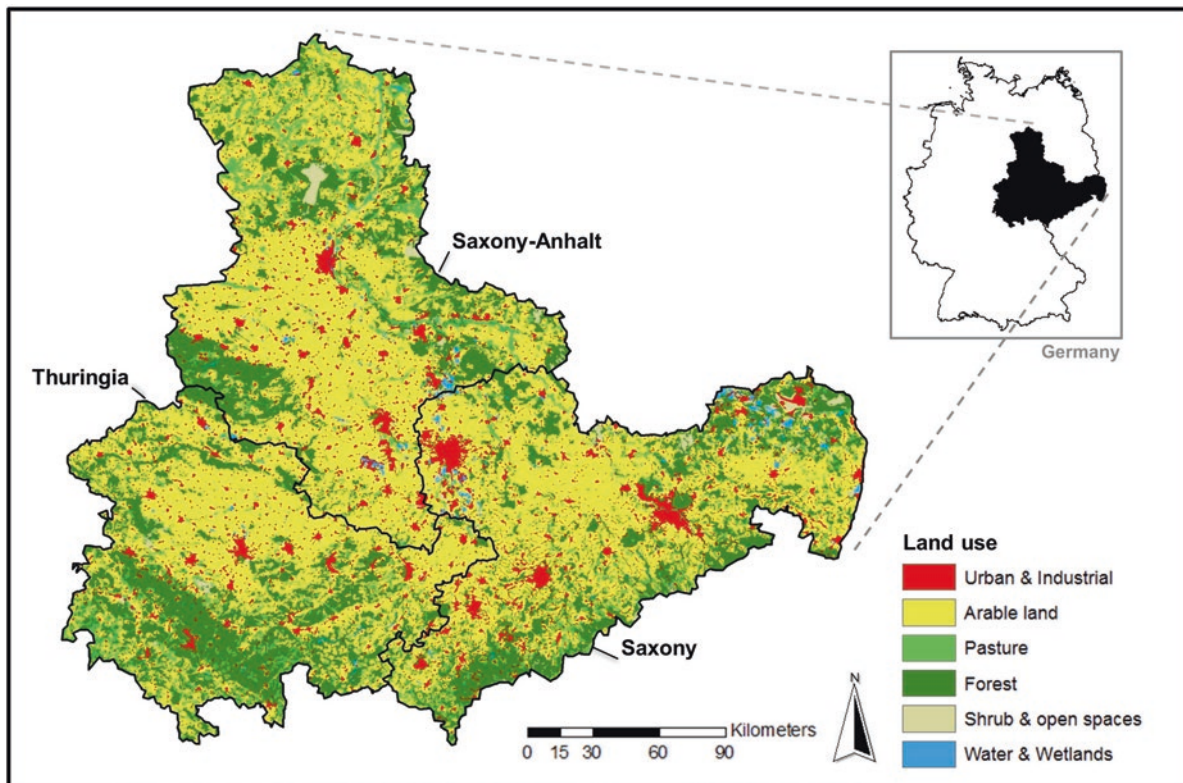 Saxony-Anhalt
Thuringia
Saxony
Germany
Land use
Urban & Industrial
Arable land
Pasture
Forest
Shrub & open spaces
Water & Wetlands
N
Kilometers
0 15 30 60 90